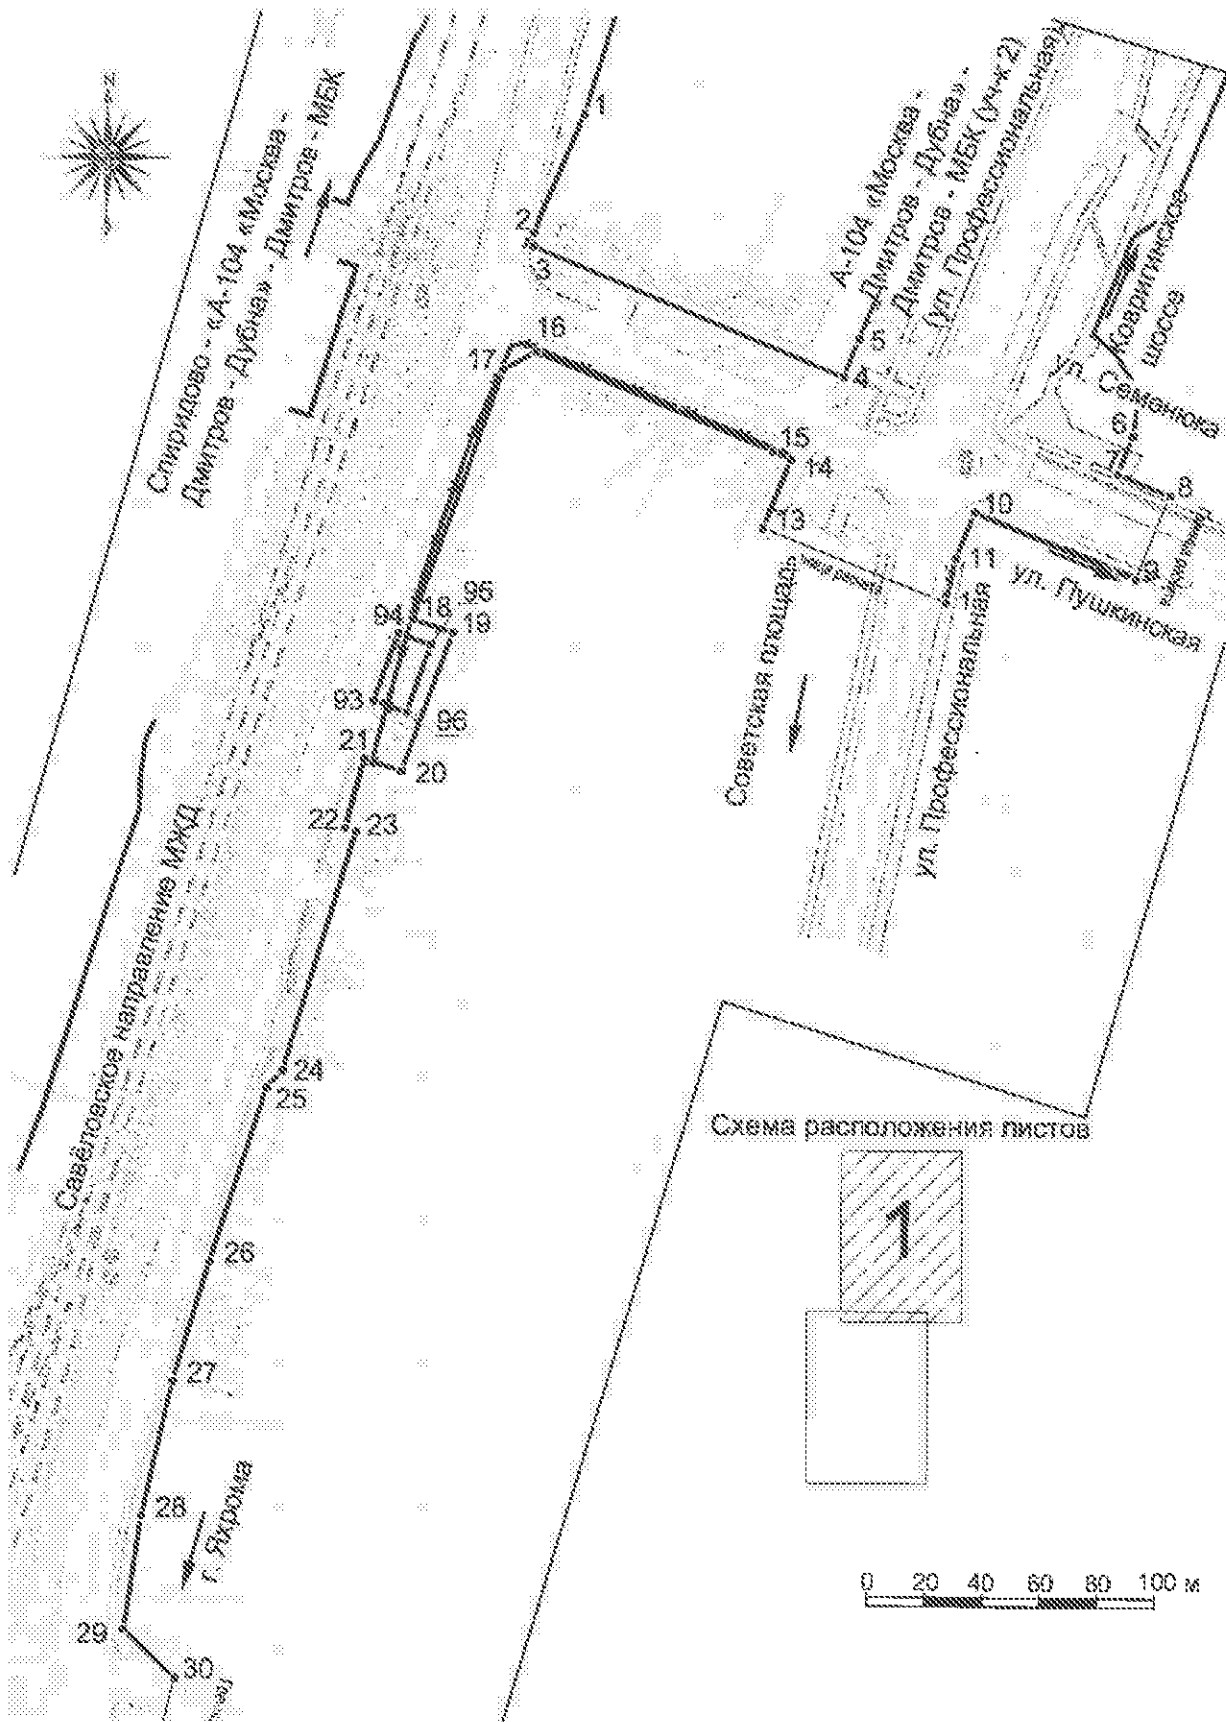 Спиридово - «А-104 «Москва -
Дмитров - Дубна» - Дмитров - МБК
А-104 «Москва -
Дмитров - Дубна» -
Дмитров - МБК (уч-к 2)
(ул. Профессиональная)
Ковригинское
шоссе
ул. Семенюка
ул. Пушкинская
Советская площадь
ул. Профессиональная
Савёловское направление МЖД
г. Яхрома
1
2
3
4
5
6
7
8
9
10
11
13
14
15
16
17
18
95
94
19
93
96
21
20
22
23
24
25
26
27
28
29
30
Схема расположения листов
1
0 20 40 60 80 100 м